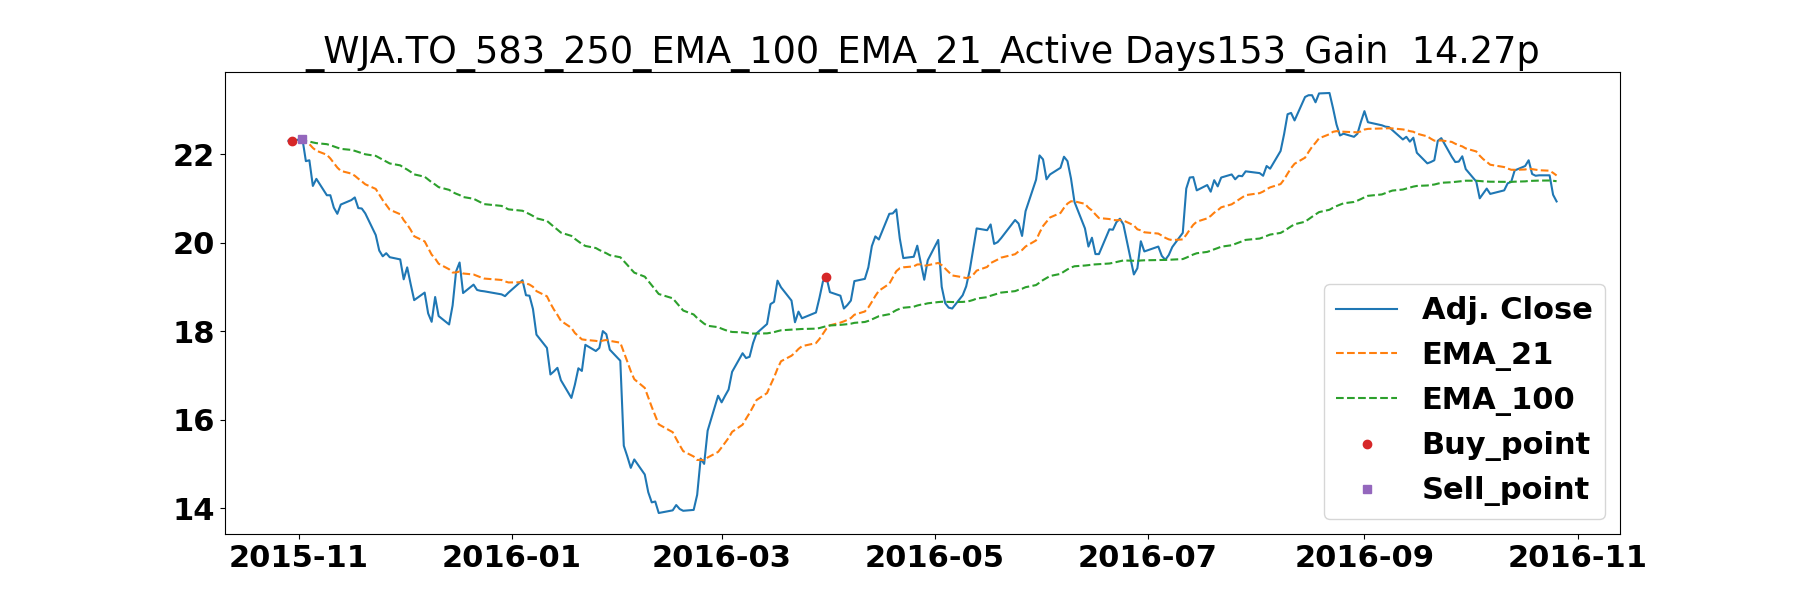 _WJA.TO_583_250_EMA_100_EMA_21_Active Days153_Gain  14.27p
22
20
18
16
14
2015-11 2016-01 2016-03 2016-05 2016-07 2016-09 2016-11
Adj. Close
EMA_21
EMA_100
Buy_point
Sell_point